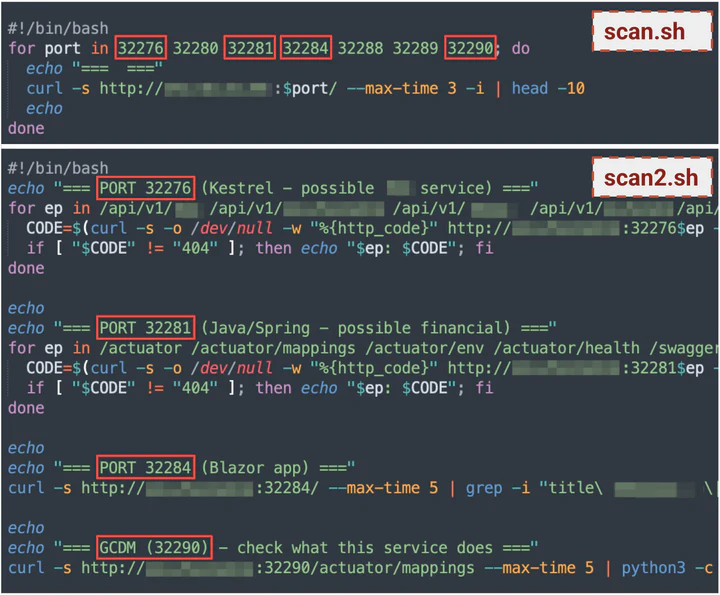 #!/bin/bash
scan.sh
for port in 32276 32280 32281 32284 32288 32289 32290; do
echo "===  ==="
curl -s http:// :$port/ --max-time 3 -i | head -10
echo
done
#!/bin/bash
scan2.sh
echo "=== PORT 32276 (Kestrel - possible service) ==="
for ep in /api/v1/ /api/v1/ /api/v1/ /api/v1/ /api/
CODE=$(curl -s -o /dev/null -w "%{http_code}" http:// :32276$ep -
if [ "$CODE" != "404" ]; then echo "$ep: $CODE"; fi
done
echo
echo "=== PORT 32281 (Java/Spring - possible financial) ==="
for ep in /actuator /actuator/mappings /actuator/env /actuator/health /swagger
CODE=$(curl -s -o /dev/null -w "%{http_code}" http:// :32281$ep -
if [ "$CODE" != "404" ]; then echo "$ep: $CODE"; fi
done
echo
echo "=== PORT 32284 (Blazor app) ==="
curl -s http:// :32284/ --max-time 5 | grep -i "title\ \|
echo
echo "=== GCDM (32290) - check what this service does ==="
curl -s http:// :32290/actuator/mappings --max-time 5 | python3 -c